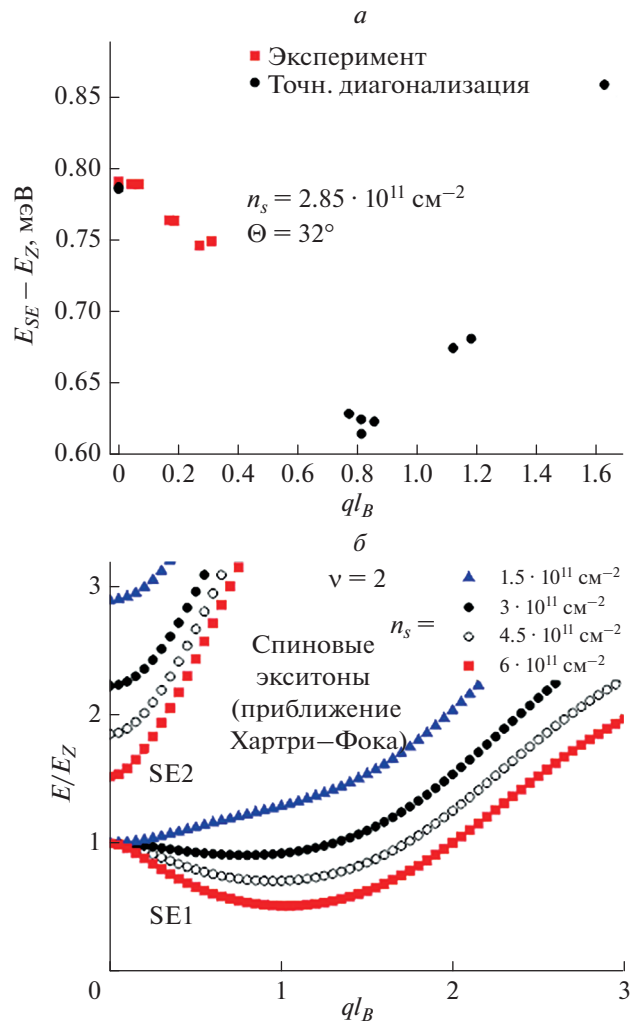 а
Эксперимент
Точн. диагонализация
0.85
0.80
0.75
0.70
0.65
0.60
E_SE – E_Z, мэВ
n_s = 2.85 · 10^11 см^–2
Θ = 32°
0 0.2 0.4 0.6 0.8 1.0 1.2 1.4 1.6
ql_B
б
3
2
1
0
E/E_Z
ν = 2
n_s =
1.5 · 10^11 см^–2
3 · 10^11 см^–2
4.5 · 10^11 см^–2
6 · 10^11 см^–2
Спиновые
экситоны
(приближение
Хартри–Фока)
SE2
SE1
1 2 3
ql_B